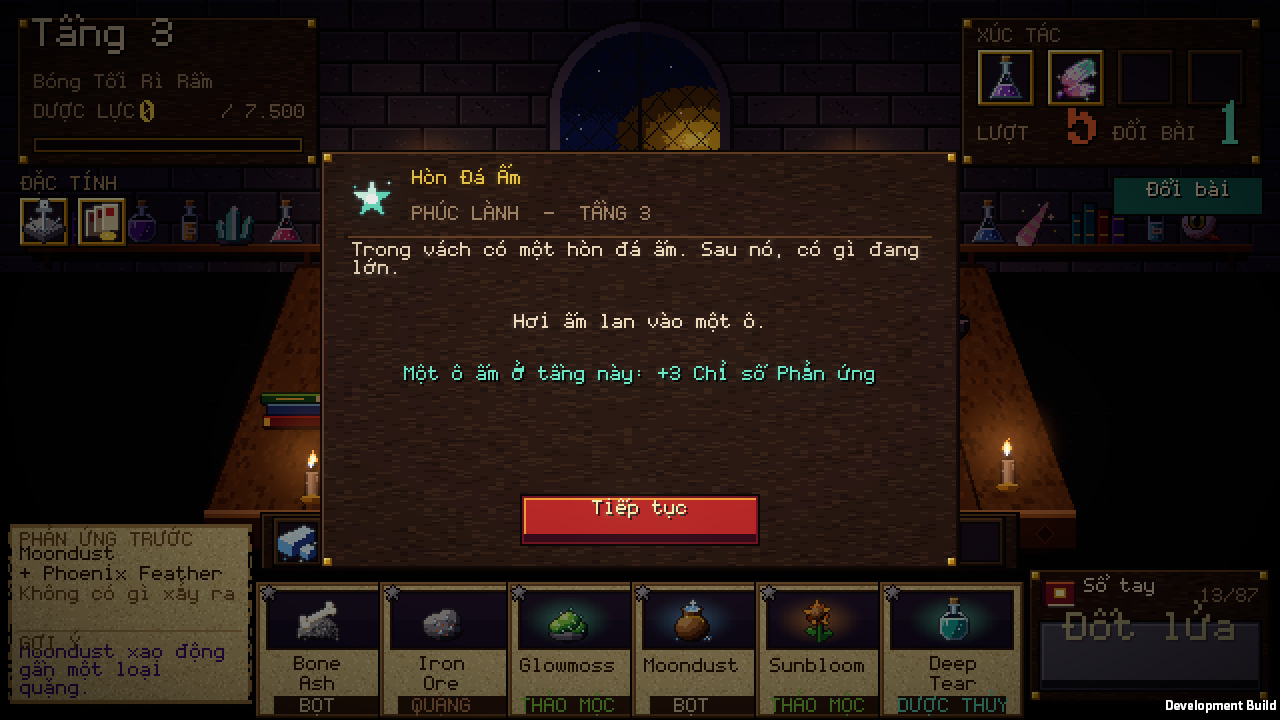 Tầng 3
Bóng Tối Rì Rầm
DƯỢC LỰC 0 / 7.500
ĐẶC TÍNH
XÚC TÁC
LƯỢT 5 ĐỔI BÀI 1
Đổi bài
Hòn Đá Ấm
PHÚC LÀNH - TẦNG 3
Trong vách có một hòn đá ấm. Sau nó, có gì đang
lớn.
Hơi ấm lan vào một ô.
Một ô ấm ở tầng này: +3 Chỉ số Phản ứng
Tiếp tục
PHẢN ỨNG TRƯỚC
Moondust
+ Phoenix Feather
Không có gì xảy ra
GỢI Ý
Moondust xao động
gần một loại
quặng.
Bone
Ash
BỘT
Iron
Ore
QUẶNG
Glowmoss
THẢO MỘC
Moondust
BỘT
Sunbloom
THẢO MỘC
Deep
Tear
DƯỢC THUỶ
Sổ tay
13/87
Đốt lửa
Development Build